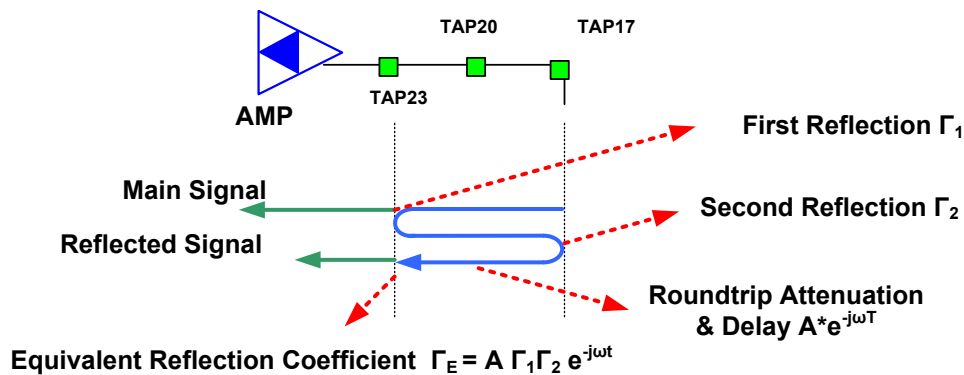 TAP20
TAP17
TAP23
AMP
First Reflection Γ₁
Main Signal
Second Reflection Γ₂
Reflected Signal
Roundtrip Attenuation
& Delay A*e^-jωT
Equivalent Reflection Coefficient Γ_E = A Γ₁Γ₂ e^-jωt